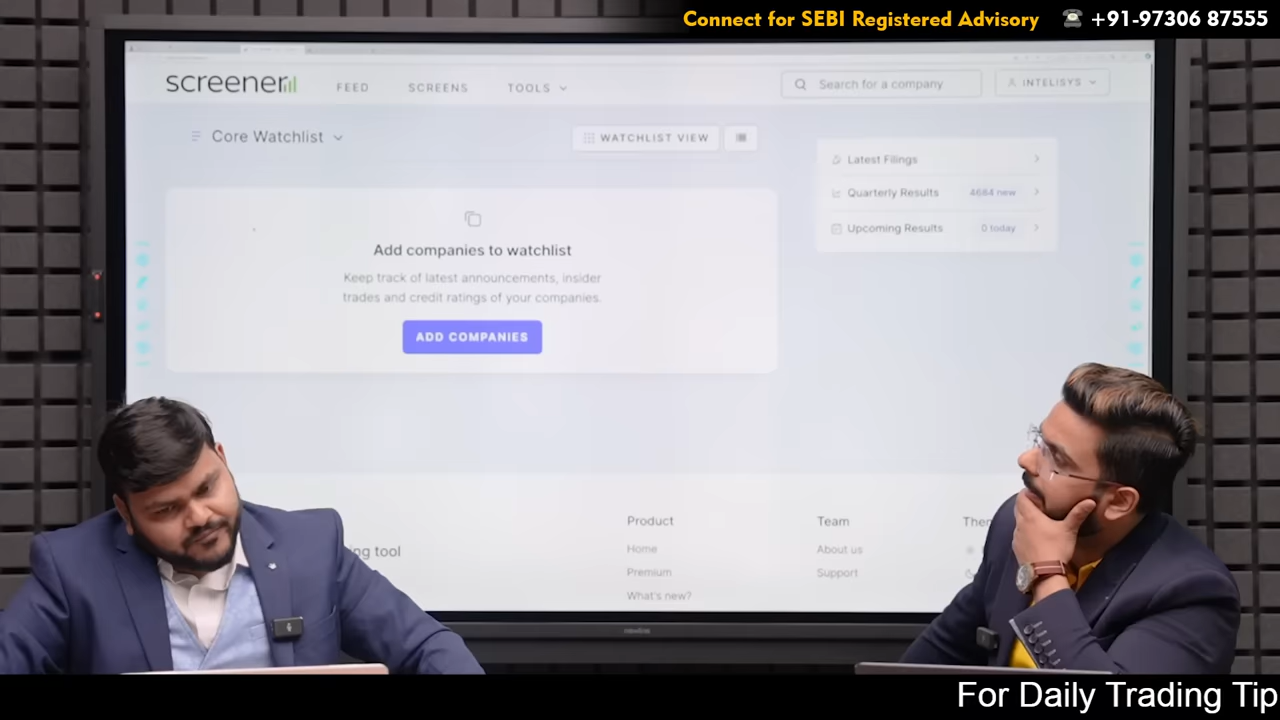 Connect for SEBI Registered Advisory ☎ +91-97306 87555
screener FEED SCREENS TOOLS Search for a company INTELISYS
Core Watchlist WATCHLIST VIEW
Latest Filings
Quarterly Results 4684 new
Upcoming Results 0 today
Add companies to watchlist
Keep track of latest announcements, insider
trades and credit ratings of your companies.
ADD COMPANIES
Product Team
ng tool
Home About us
Premium Support
What's new?
newline
For Daily Trading Tip